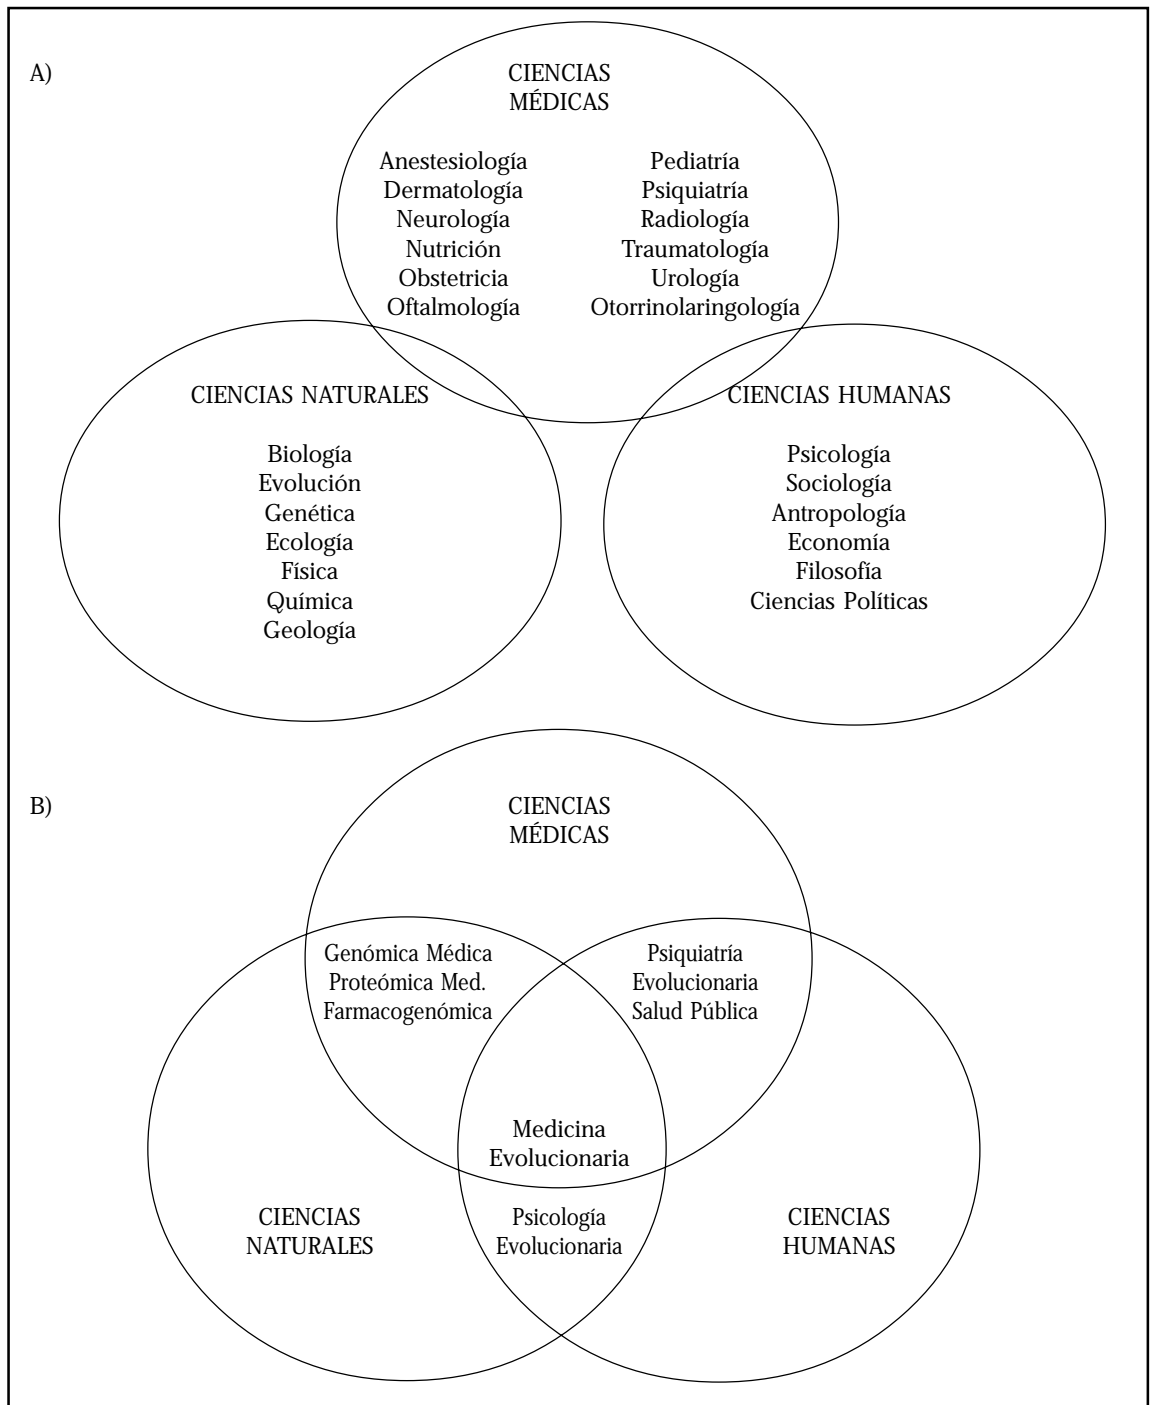 A)
CIENCIAS
MÉDICAS
Anestesiología
Dermatología
Neurología
Nutrición
Obstetricia
Oftalmología
Pediatría
Psiquiatría
Radiología
Traumatología
Urología
Otorrinolaringología
CIENCIAS NATURALES
Biología
Evolución
Genética
Ecología
Física
Química
Geología
CIENCIAS HUMANAS
Psicología
Sociología
Antropología
Economía
Filosofía
Ciencias Políticas
B)
CIENCIAS
MÉDICAS
Genómica Médica
Proteómica Med.
Farmacogenómica
Psiquiatría
Evolucionaria
Salud Pública
Medicina
Evolucionaria
CIENCIAS
NATURALES
Psicología
Evolucionaria
CIENCIAS
HUMANAS